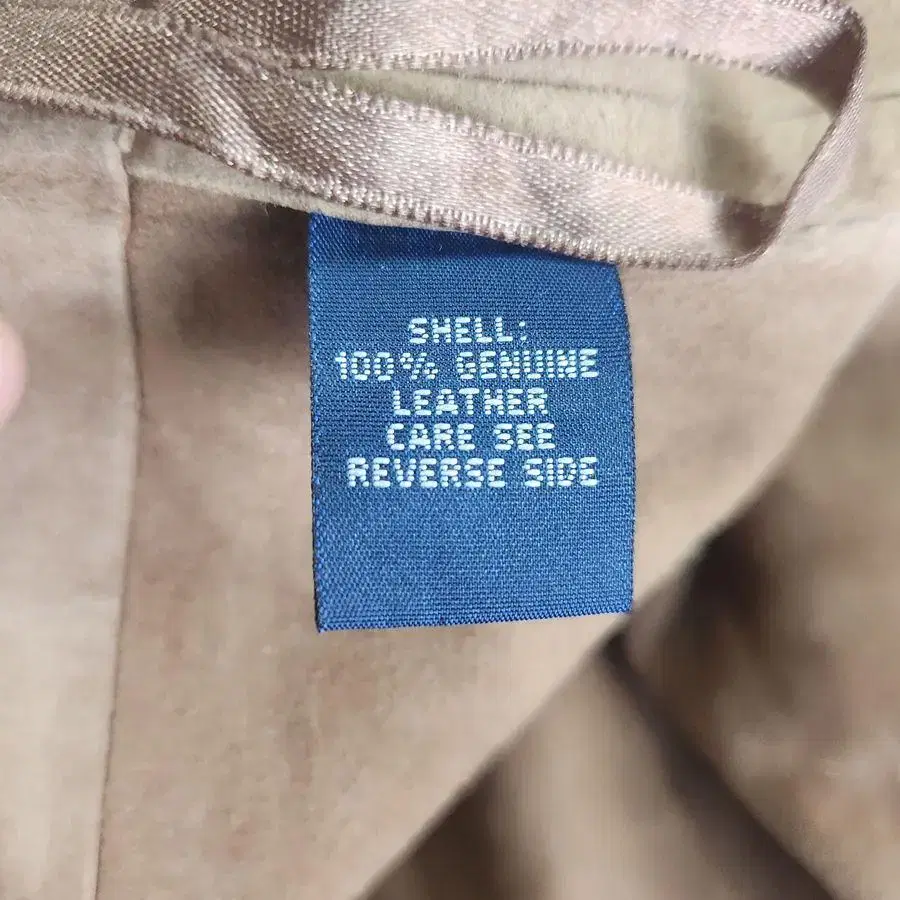 SHELL:
100% GENUINE
LEATHER
CARE SEE
REVERSE SIDE